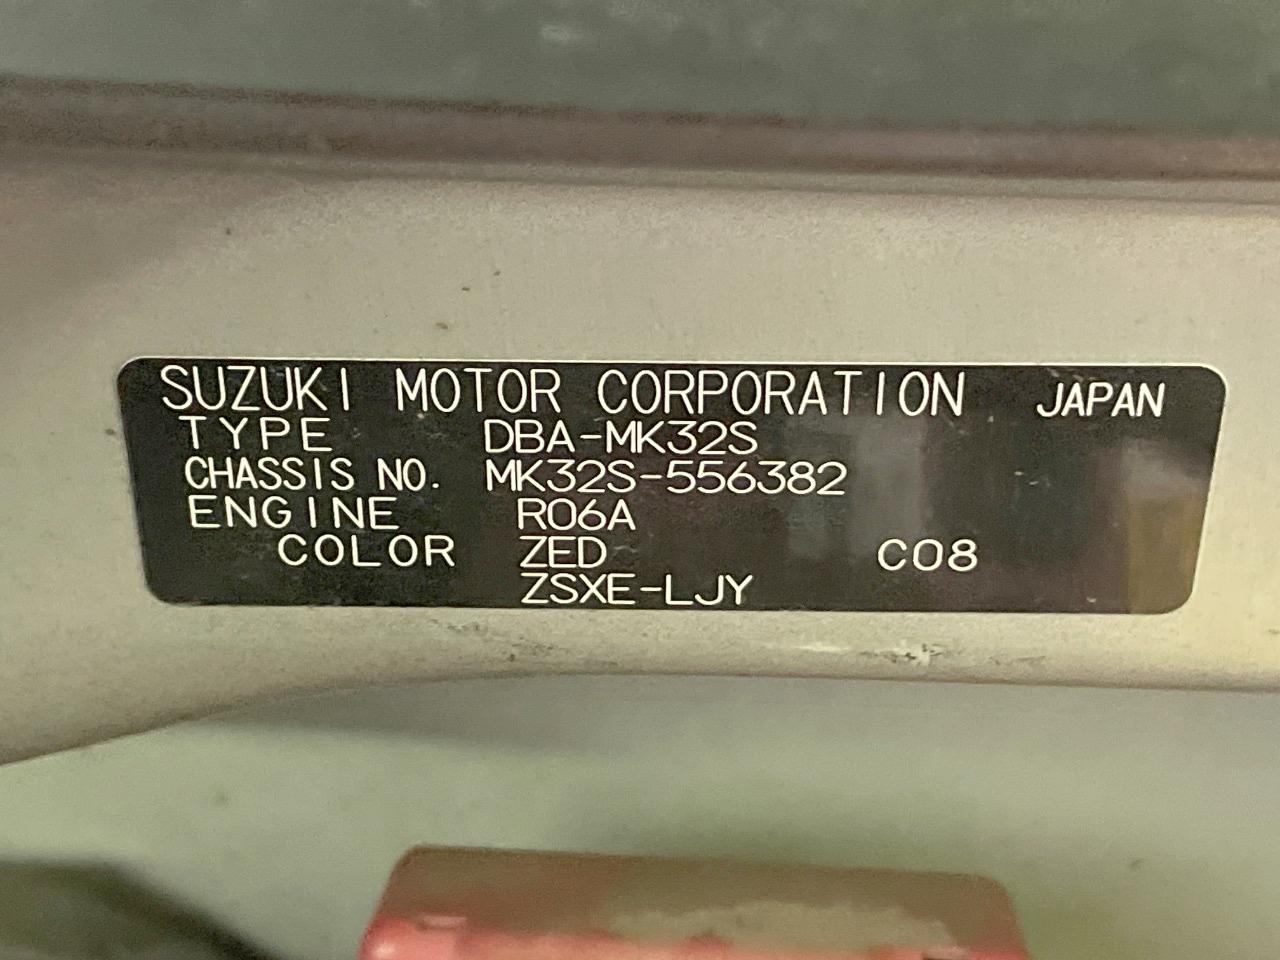 SUZUKI MOTOR CORPORATION JAPAN
TYPE DBA-MK32S
CHASSIS NO. MK32S-556382
ENGINE R06A
COLOR ZED C08
ZSXE-LJY